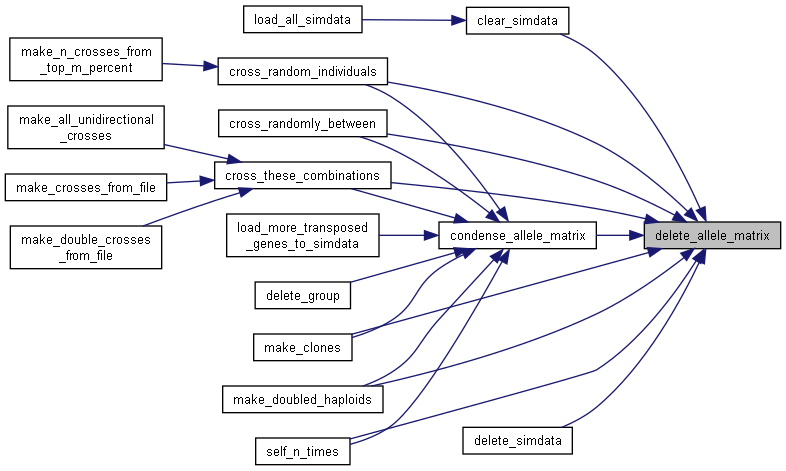 load_all_simdata
clear_simdata
make_n_crosses_from
_top_m_percent
cross_random_individuals
make_all_unidirectional
_crosses
cross_randomly_between
make_crosses_from_file
cross_these_combinations
make_double_crosses
_from_file
load_more_transposed
_genes_to_simdata
condense_allele_matrix
delete_allele_matrix
delete_group
make_clones
make_doubled_haploids
self_n_times
delete_simdata